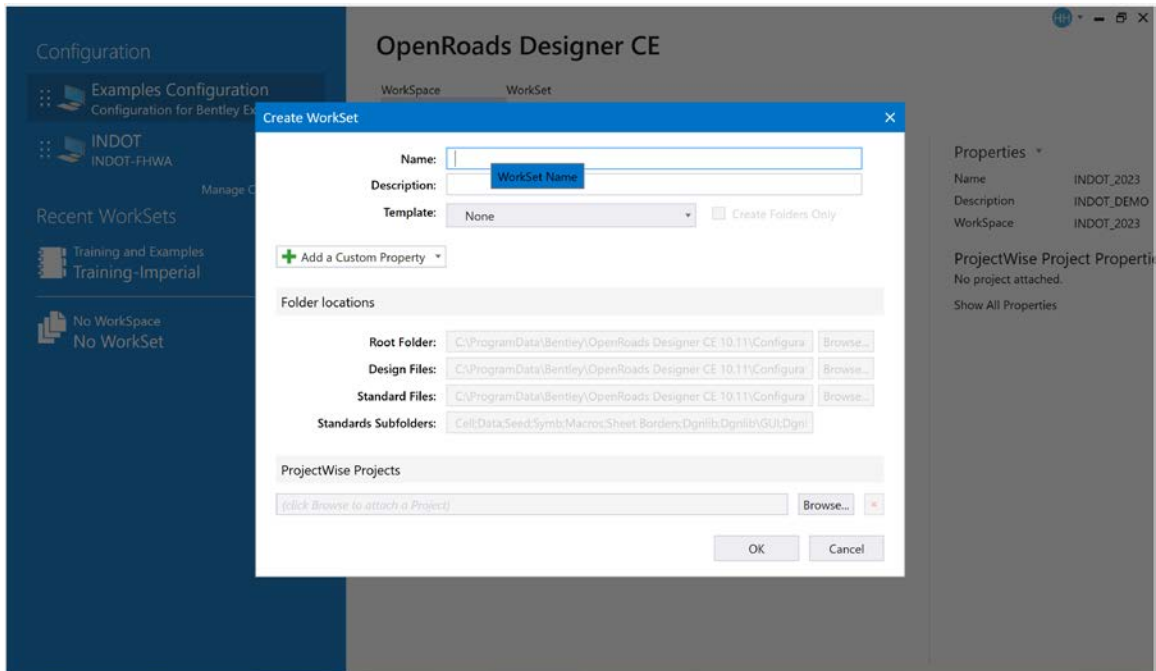 HH
Configuration
OpenRoads Designer CE
Examples Configuration
Configuration for Bentley Ex
WorkSpace WorkSet
INDOT
INDOT-FHWA
Manage C
Recent WorkSets
Training and Examples
Training-Imperial
No WorkSpace
No WorkSet
Create WorkSet
Name:
WorkSet Name
Description:
Template: None Create Folders Only
Add a Custom Property
Folder locations
Root Folder: C:\ProgramData\Bentley\OpenRoads Designer CE 10.11\Configura Browse...
Design Files: C:\ProgramData\Bentley\OpenRoads Designer CE 10.11\Configura Browse...
Standard Files: C:\ProgramData\Bentley\OpenRoads Designer CE 10.11\Configura Browse...
Standards Subfolders: Cell;Data;Seed;Symb;Macros;Sheet Borders;Dgnlib;Dgnlib\GUI;Dgnl
ProjectWise Projects
(click Browse to attach a Project) Browse...
OK Cancel
Properties
Name INDOT_2023
Description INDOT_DEMO
WorkSpace INDOT_2023
ProjectWise Project Properti
No project attached.
Show All Properties